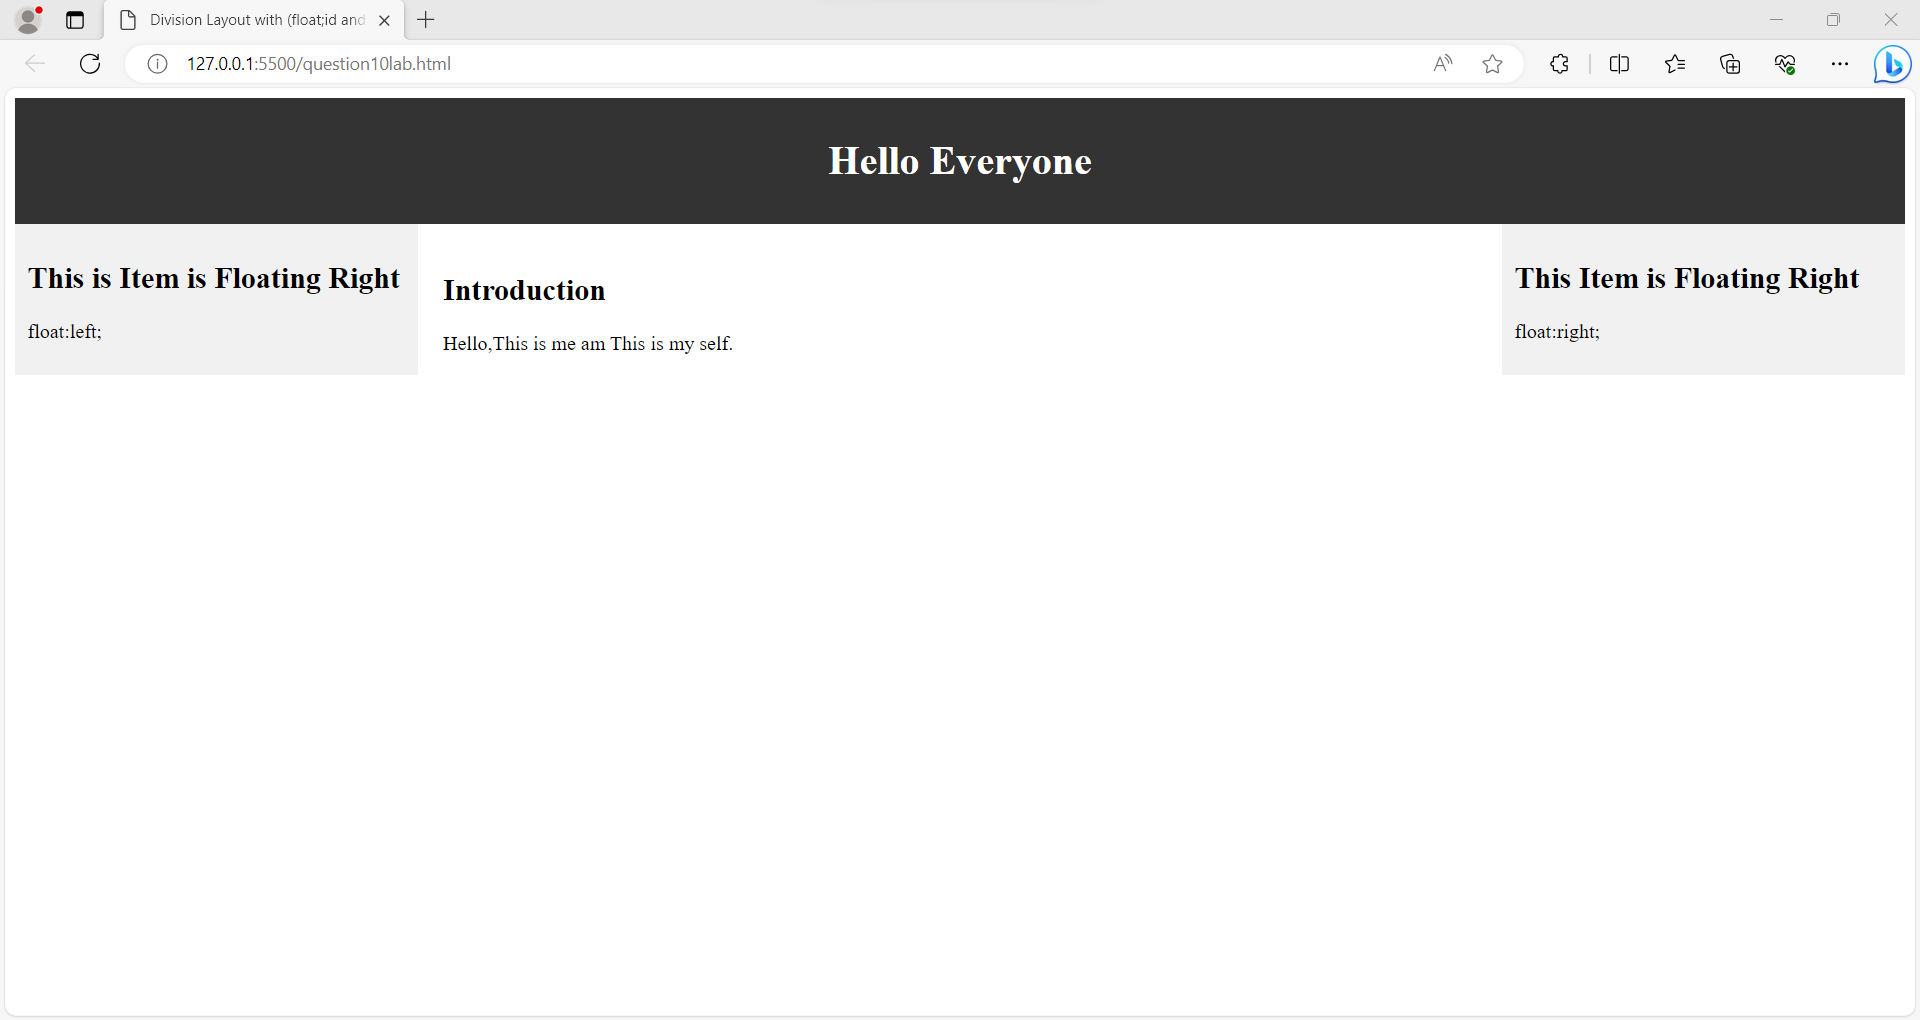 Division Layout with (float;id and
127.0.0.1:5500/question10lab.html
Hello Everyone
This is Item is Floating Right
float:left;
Introduction
Hello,This is me am This is my self.
This Item is Floating Right
float:right;